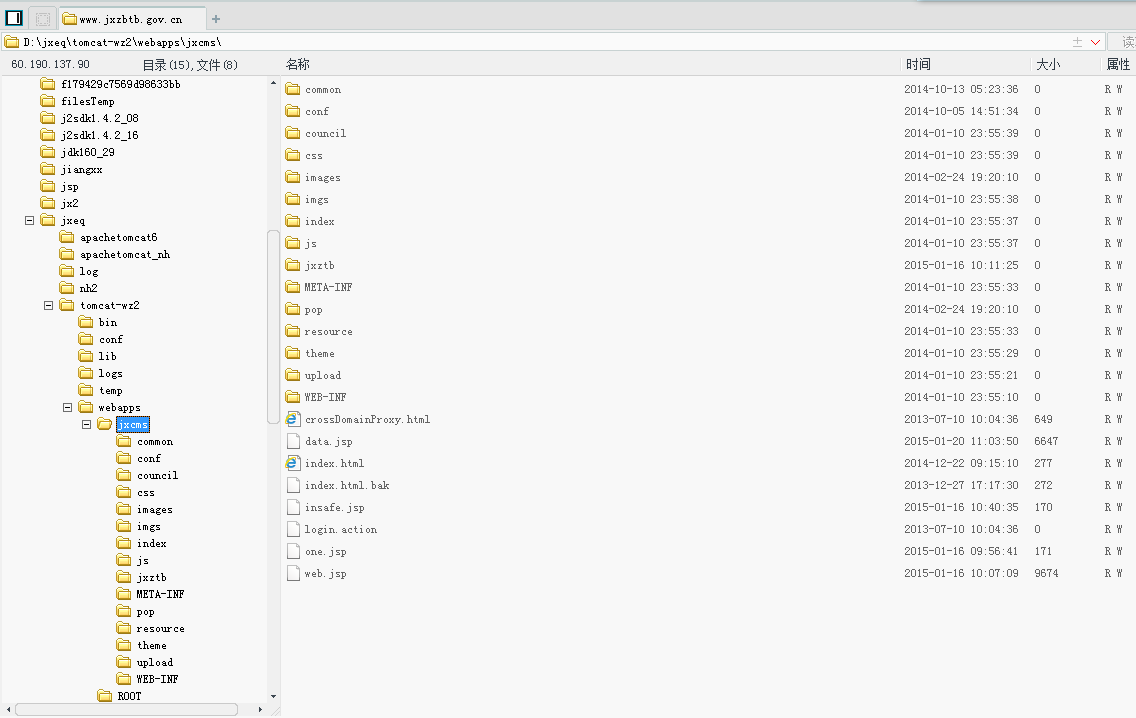 www.jxzbtb.gov.cn
D:\jxeq\tomcat-wz2\webapps\jxcms\
60.190.137.90 目录(15),文件(8) 名称 时间 大小 属性
f179429c7569d98633bb
filesTemp
j2sdk1.4.2_08
j2sdk1.4.2_16
jdk160_29
jiangxx
jsp
jx2
jxeq
apachetomcat6
apachetomcat_nh
log
nh2
tomcat-wz2
bin
conf
lib
logs
temp
webapps
jxcms
common
conf
council
css
images
imgs
index
js
jxztb
META-INF
pop
resource
theme
upload
WEB-INF
ROOT
common 2014-10-13 05:23:36 0 R W
conf 2014-10-05 14:51:34 0 R W
council 2014-01-10 23:55:39 0 R W
css 2014-01-10 23:55:39 0 R W
images 2014-02-24 19:20:10 0 R W
imgs 2014-01-10 23:55:38 0 R W
index 2014-01-10 23:55:37 0 R W
js 2014-01-10 23:55:37 0 R W
jxztb 2015-01-16 10:11:25 0 R W
META-INF 2014-01-10 23:55:33 0 R W
pop 2014-02-24 19:20:10 0 R W
resource 2014-01-10 23:55:33 0 R W
theme 2014-01-10 23:55:29 0 R W
upload 2014-01-10 23:55:21 0 R W
WEB-INF 2014-01-10 23:55:10 0 R W
crossDomainProxy.html 2013-07-10 10:04:36 649 R W
data.jsp 2015-01-20 11:03:50 6647 R W
index.html 2014-12-22 09:15:10 277 R W
index.html.bak 2013-12-27 17:17:30 272 R W
insafe.jsp 2015-01-16 10:40:35 170 R W
login.action 2013-07-10 10:04:36 0 R W
one.jsp 2015-01-16 09:56:41 171 R W
web.jsp 2015-01-16 10:07:09 9674 R W